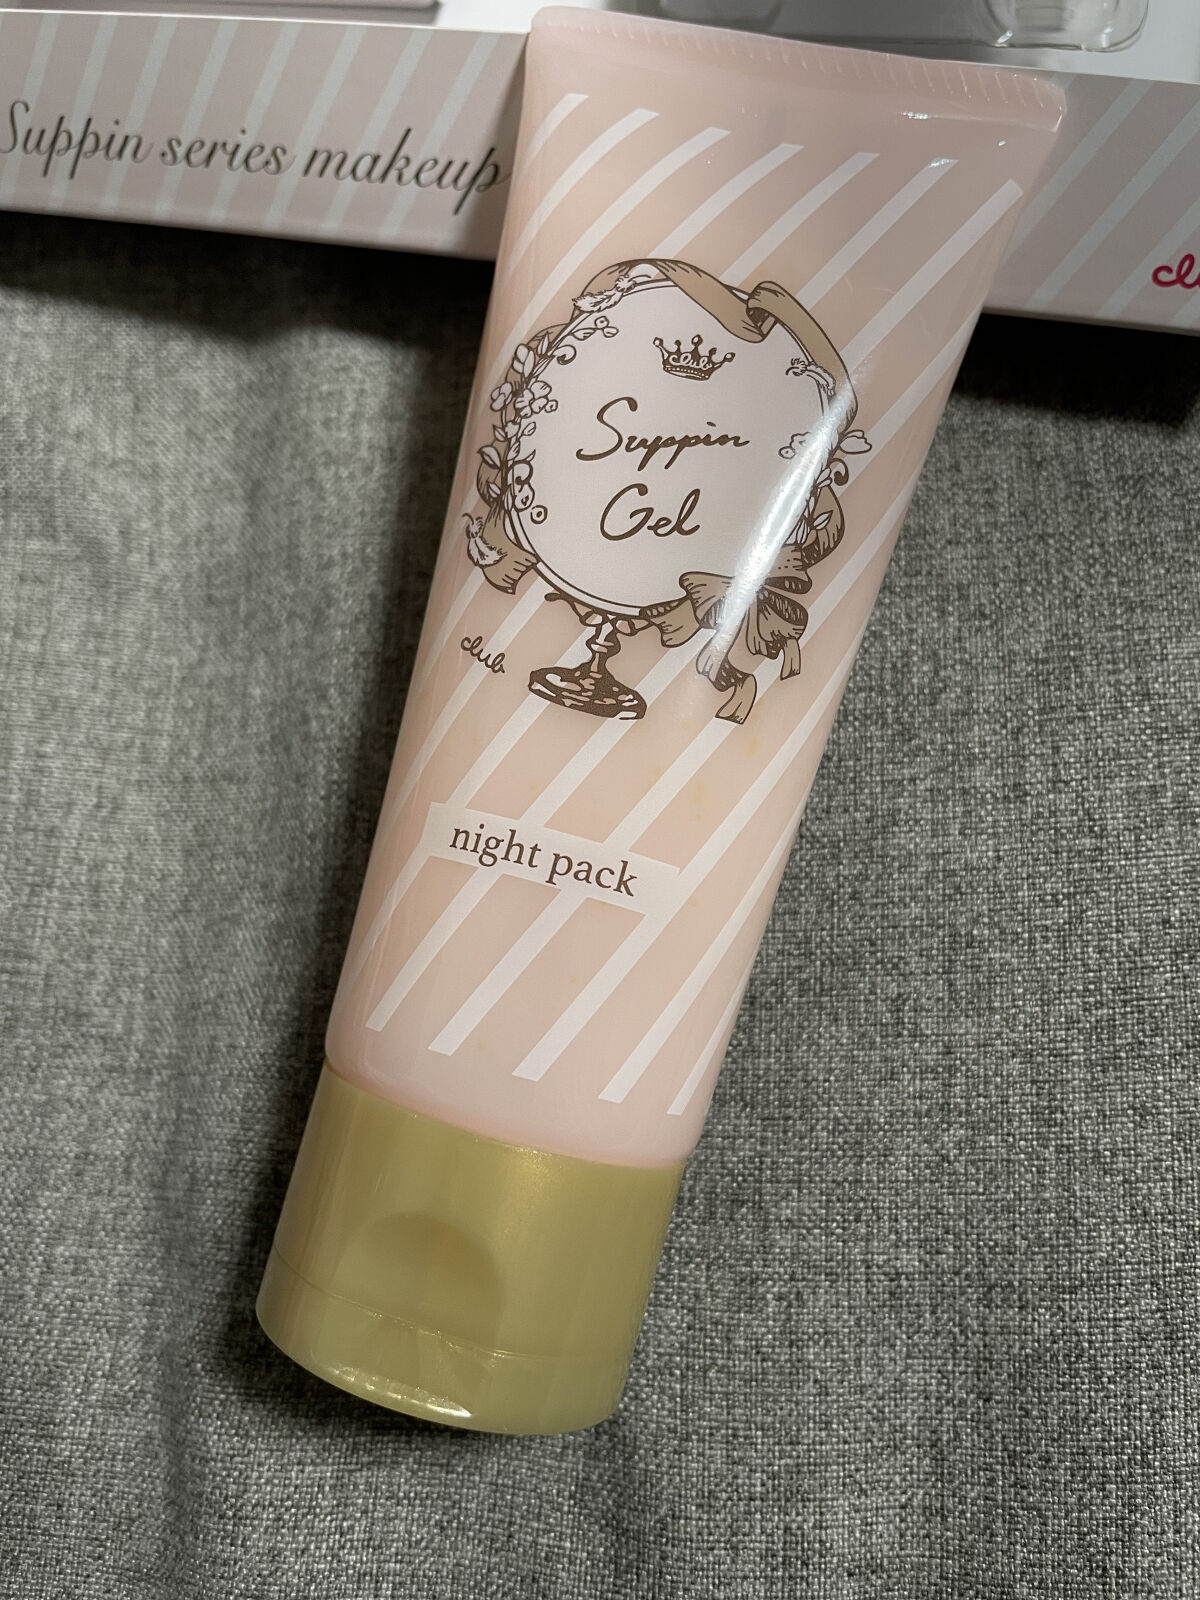 Suppin series makeup
club
Suppin
Gel
club
night pack